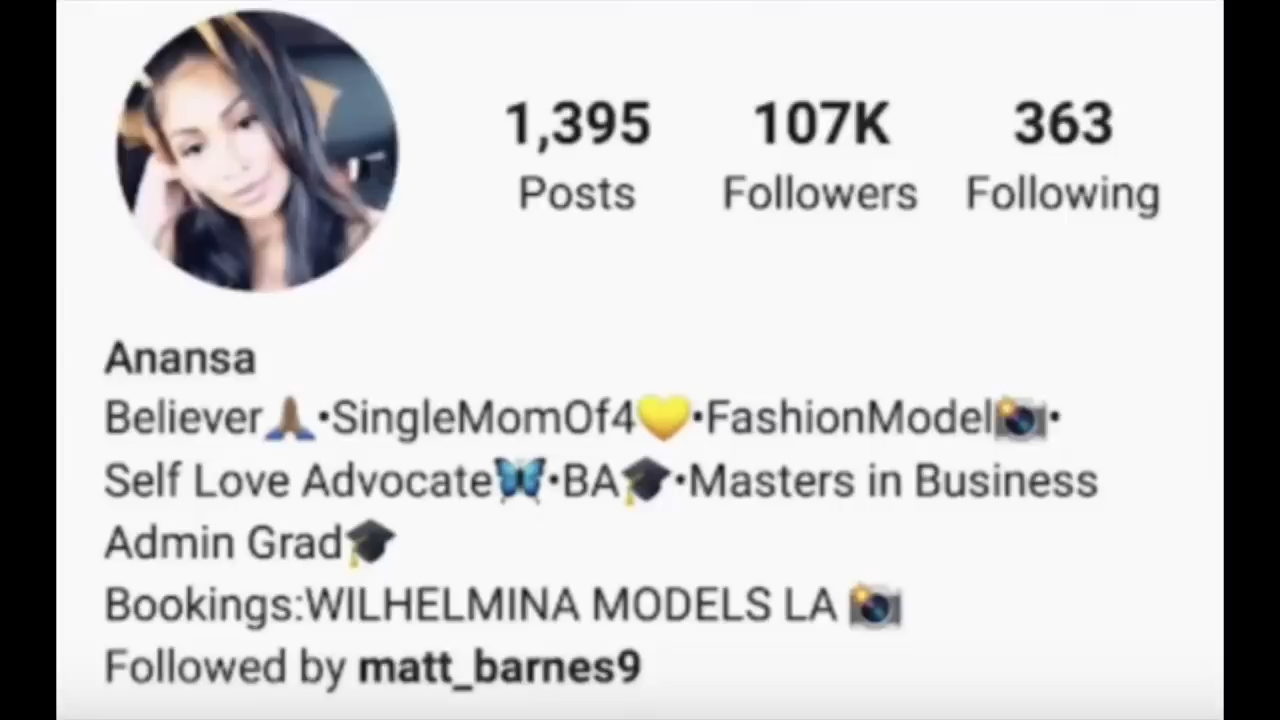 1,395 107K 363
Posts Followers Following
Anansa
Believer🙏🏾•SingleMomOf4💛•FashionModel📸•
Self Love Advocate🦋•BA🎓•Masters in Business
Admin Grad🎓
Bookings:WILHELMINA MODELS LA 📸
Followed by matt_barnes9